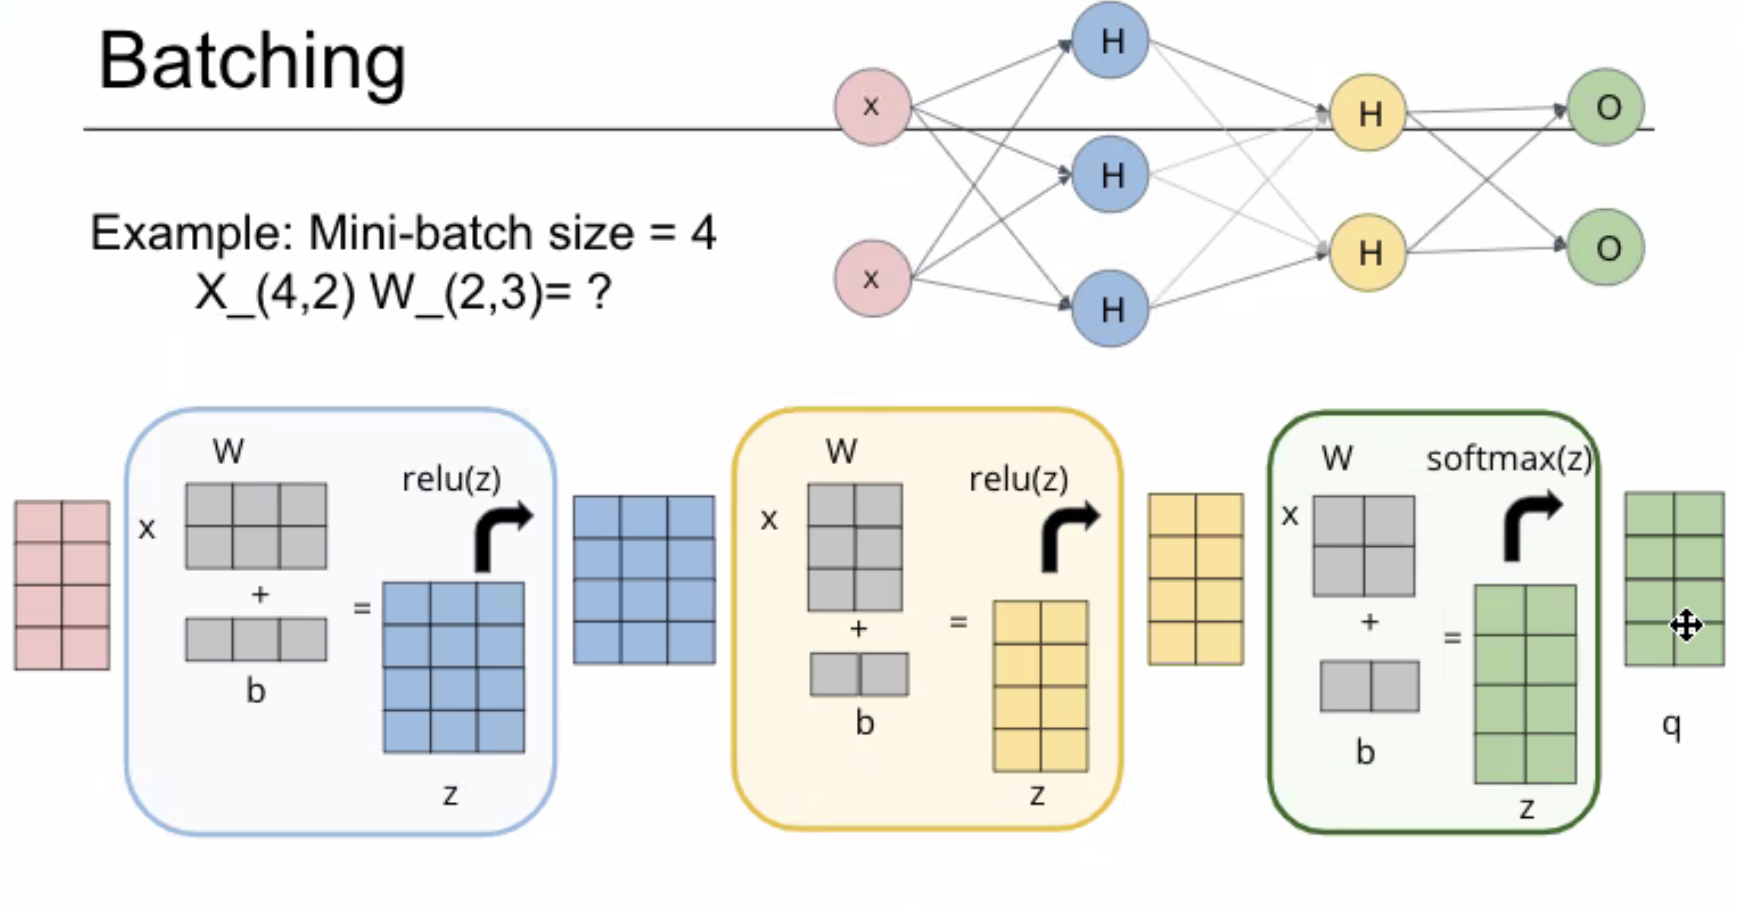 Batching
Example: Mini-batch size = 4
X_(4,2) W_(2,3)= ?
x
x
H
H
H
H
H
O
O
x
W
+
b
=
relu(z)
z
x
W
+
b
=
relu(z)
z
x
W
+
b
=
softmax(z)
z
q